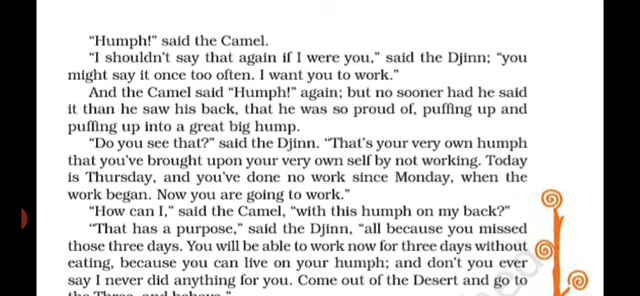 "Humph!" said the Camel.
"I shouldn't say that again if I were you," said the Djinn; "you
might say it once too often. I want you to work."
And the Camel said "Humph!" again; but no sooner had he said
it than he saw his back, that he was so proud of, puffing up and
puffing up into a great big hump.
"Do you see that?" said the Djinn. "That's your very own humph
that you've brought upon your very own self by not working. Today
is Thursday, and you've done no work since Monday, when the
work began. Now you are going to work."
"How can I," said the Camel, "with this humph on my back?"
"That has a purpose," said the Djinn, "all because you missed
those three days. You will be able to work now for three days without
eating, because you can live on your humph; and don't you ever
say I never did anything for you. Come out of the Desert and go to
the Three, and behave."